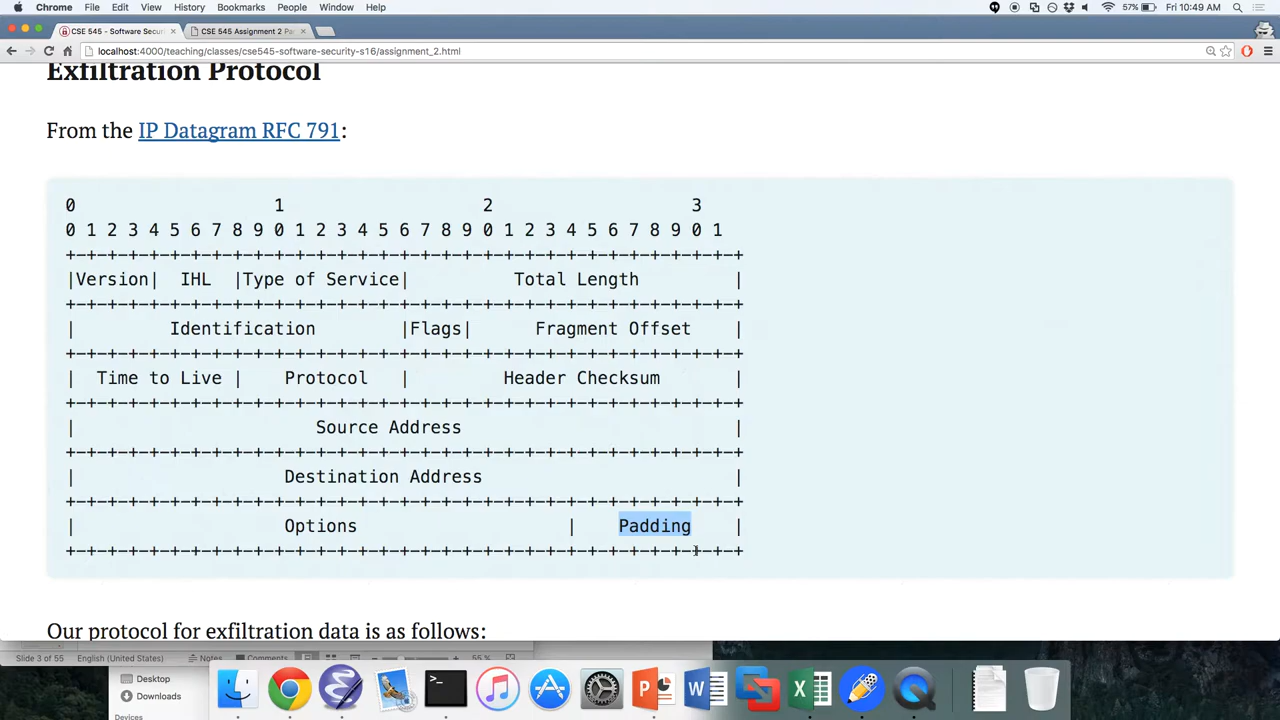 Chrome File Edit View History Bookmarks People Window Help 57% Fri 10:49 AM
CSE 545 - Software Securi × CSE 545 Assignment 2 Pa ×
localhost:4000/teaching/classes/cse545-software-security-s16/assignment_2.html
Exfiltration Protocol
From the IP Datagram RFC 791:
0 1 2 3
0 1 2 3 4 5 6 7 8 9 0 1 2 3 4 5 6 7 8 9 0 1 2 3 4 5 6 7 8 9 0 1
+-+-+-+-+-+-+-+-+-+-+-+-+-+-+-+-+-+-+-+-+-+-+-+-+-+-+-+-+-+-+-+-+
|Version| IHL |Type of Service| Total Length |
+-+-+-+-+-+-+-+-+-+-+-+-+-+-+-+-+-+-+-+-+-+-+-+-+-+-+-+-+-+-+-+-+
| Identification |Flags| Fragment Offset |
+-+-+-+-+-+-+-+-+-+-+-+-+-+-+-+-+-+-+-+-+-+-+-+-+-+-+-+-+-+-+-+-+
| Time to Live | Protocol | Header Checksum |
+-+-+-+-+-+-+-+-+-+-+-+-+-+-+-+-+-+-+-+-+-+-+-+-+-+-+-+-+-+-+-+-+
| Source Address |
+-+-+-+-+-+-+-+-+-+-+-+-+-+-+-+-+-+-+-+-+-+-+-+-+-+-+-+-+-+-+-+-+
| Destination Address |
+-+-+-+-+-+-+-+-+-+-+-+-+-+-+-+-+-+-+-+-+-+-+-+-+-+-+-+-+-+-+-+-+
| Options | Padding |
+-+-+-+-+-+-+-+-+-+-+-+-+-+-+-+-+-+-+-+-+-+-+-+-+-+-+-+-+-+-+-+-+
Our protocol for exfiltration data is as follows:
Slide 3 of 55 English (United States) Notes Comments 55 %
Desktop
Downloads
Devices